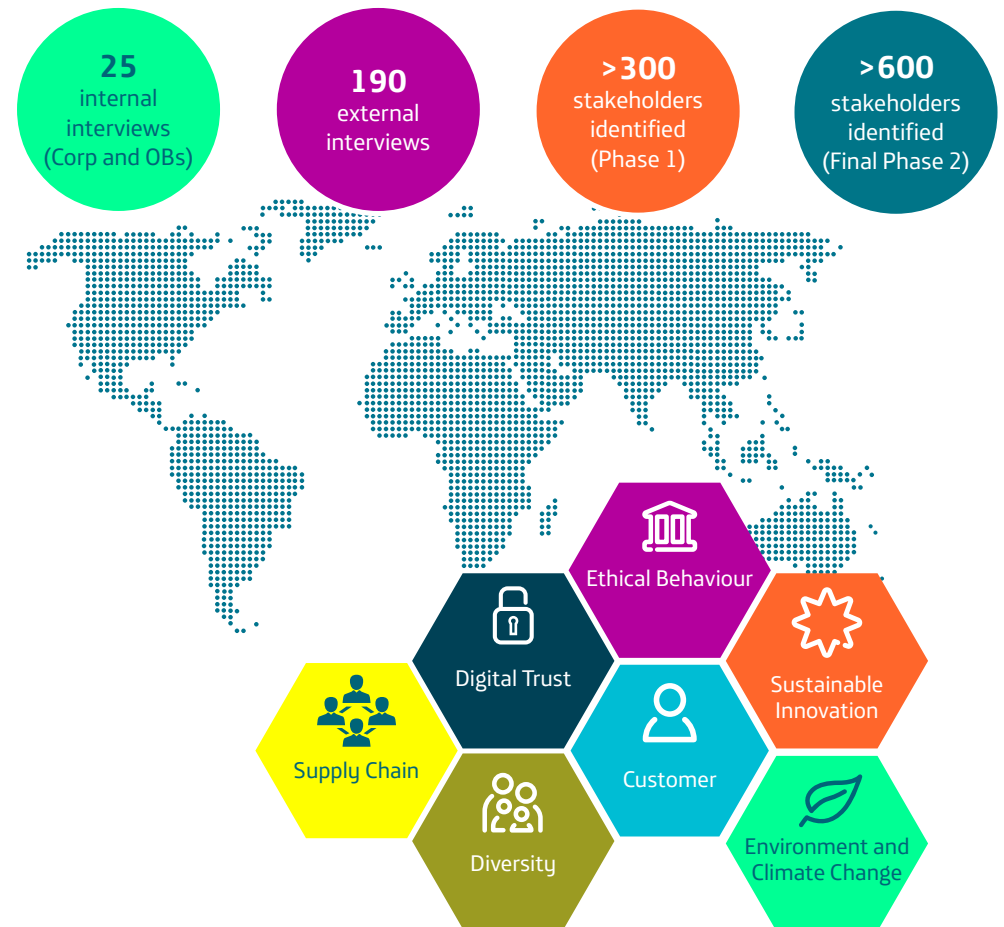 25
internal
interviews
(Corp and OBs)
190
external
interviews
>300
stakeholders
identified
(Phase 1)
>600
stakeholders
identified
(Final Phase 2)
Ethical Behaviour
Digital Trust
Sustainable
Innovation
Supply Chain
Customer
Diversity
Environment and
Climate Change